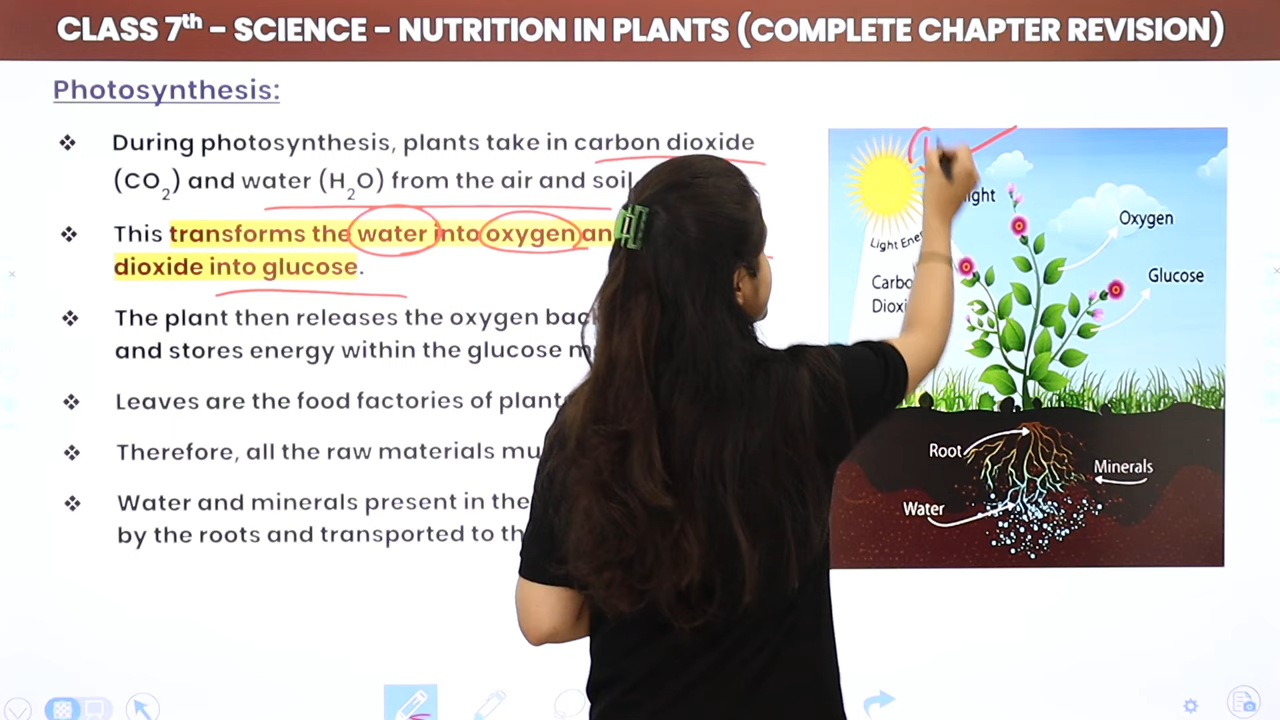 CLASS 7th – SCIENCE – NUTRITION IN PLANTS (COMPLETE CHAPTER REVISION)
Photosynthesis:
❖ During photosynthesis, plants take in carbon dioxide
(CO2) and water (H2O) from the air and soil
❖ This transforms the water into oxygen an
dioxide into glucose.
❖ The plant then releases the oxygen bac
and stores energy within the glucose m
❖ Leaves are the food factories of plant
❖ Therefore, all the raw materials mu
❖ Water and minerals present in the
by the roots and transported to th
ight
Light Ener
Carbo
Dioxi
Oxygen
Glucose
Root
Minerals
Water